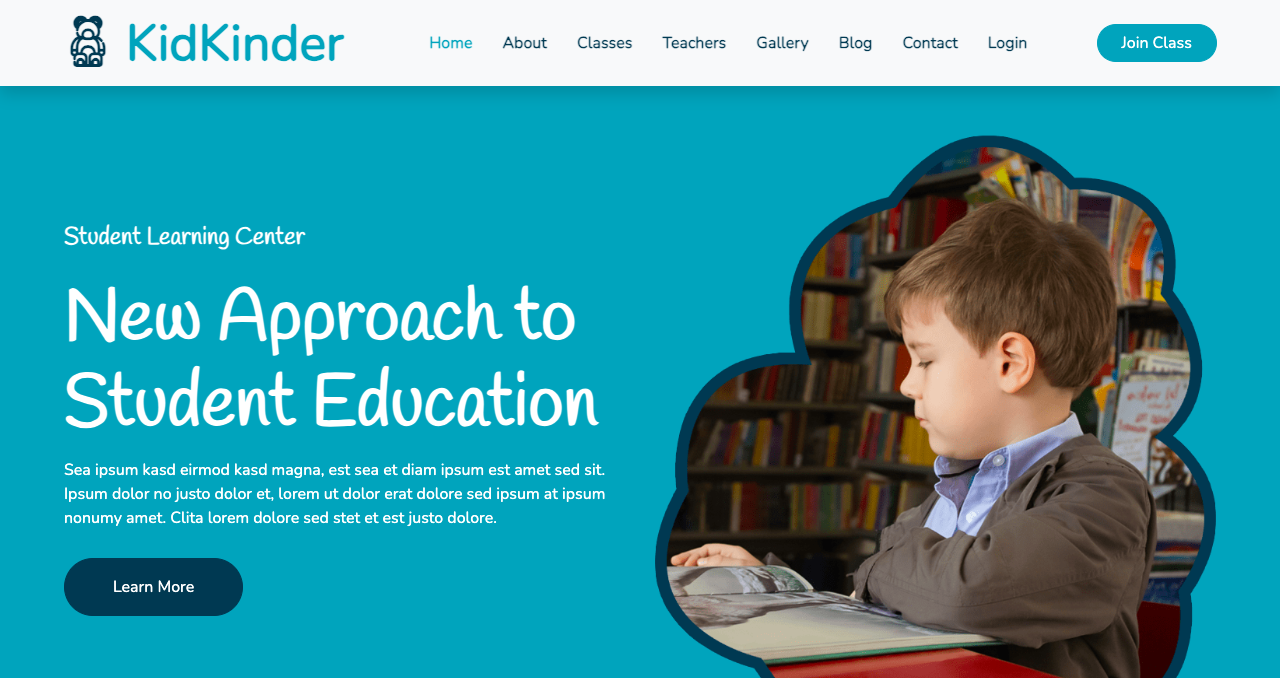 KidKinder
Home About Classes Teachers Gallery Blog Contact Login
Join Class
Student Learning Center
New Approach to
Student Education
Sea ipsum kasd eirmod kasd magna, est sea et diam ipsum est amet sed sit.
Ipsum dolor no justo dolor et, lorem ut dolor erat dolore sed ipsum at ipsum
nonumy amet. Clita lorem dolore sed stet et est justo dolore.
Learn More